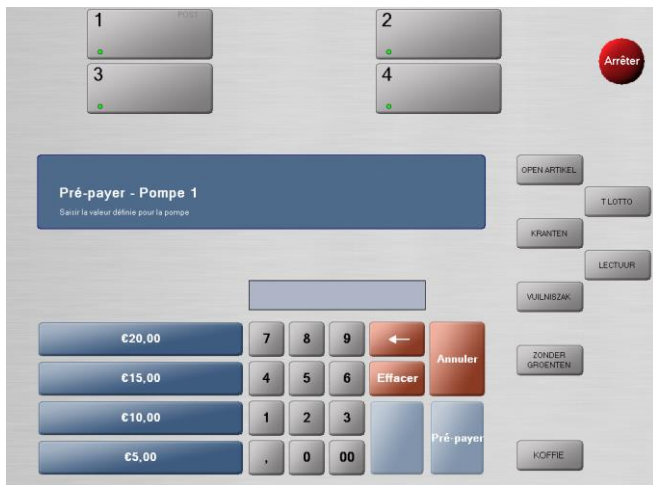 1 POST
2
3
4
Arrêter
Pré-payer - Pompe 1
Saisir la valeur définie pour la pompe
OPEN ARTIKEL
T LOTTO
KRANTEN
LECTUUR
VUILNISZAK
ZONDER
GROENTEN
KOFFIE
€20,00
€15,00
€10,00
€5,00
7 8 9 ←
4 5 6 Effacer
Annuler
1 2 3
, 0 00
Pré-payer